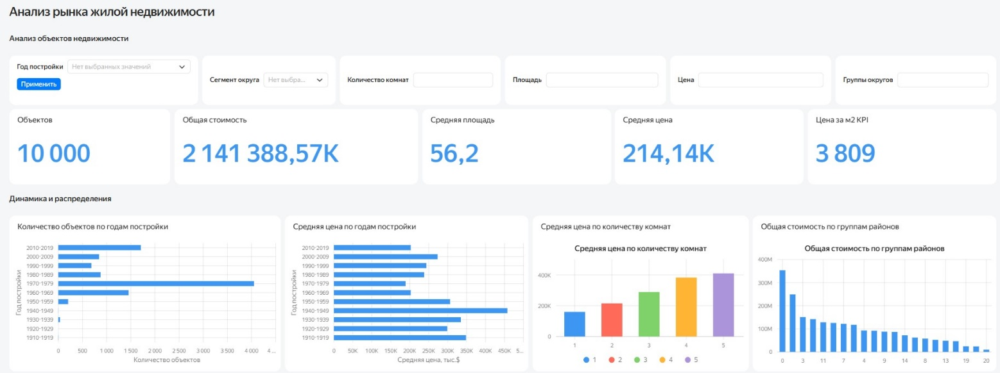 Анализ рынка жилой недвижимости
Анализ объектов недвижимости
Год постройки Нет выбранных значений
Применить
Сегмент округа Нет выбра...
Количество комнат
Площадь
Цена
Группы округов
Объектов
10 000
Общая стоимость
2 141 388,57K
Средняя площадь
56,2
Средняя цена
214,14K
Цена за м2 KPI
3 809
Динамика и распределения
Количество объектов по годам постройки
Год постройки
2010-2019
2000-2009
1990-1999
1980-1989
1970-1979
1960-1969
1950-1959
1940-1949
1930-1939
1920-1929
1910-1919
0 500 1 000 1 500 2 000 2 500 3 000 3 500 4 000 4 ...
Количество объектов
Средняя цена по годам постройки
Год постройки
2010-2019
2000-2009
1990-1999
1980-1989
1970-1979
1960-1969
1950-1959
1940-1949
1930-1939
1920-1929
1910-1919
0 50K 100K 150K 200K 250K 300K 350K 400K 450K 5...
Средняя цена, тыс.$
Средняя цена по количеству комнат
Средняя цена по количеству комнат
400K
200K
0
1 2 3 4 5
1 2 3 4 5
Общая стоимость по группам районов
Общая стоимость по группам районов
400M
300M
200M
100M
0
0 3 11 7 4 9 14 8 13 19 20